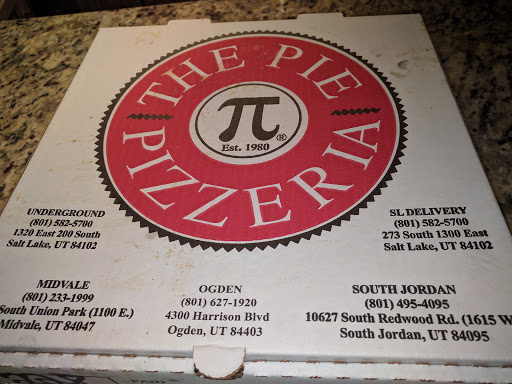 THE PIE
π®
Est. 1980
PIZZERIA
UNDERGROUND
(801) 582-5700
1320 East 200 South
Salt Lake, UT 84102
SL DELIVERY
(801) 582-5700
273 South 1300 East
Salt Lake, UT 84102
MIDVALE
(801) 233-1999
South Union Park (1100 E.)
Midvale, UT 84047
OGDEN
(801) 627-1920
4300 Harrison Blvd
Ogden, UT 84403
SOUTH JORDAN
(801) 495-4095
10627 South Redwood Rd. (1615 W
South Jordan, UT 84095